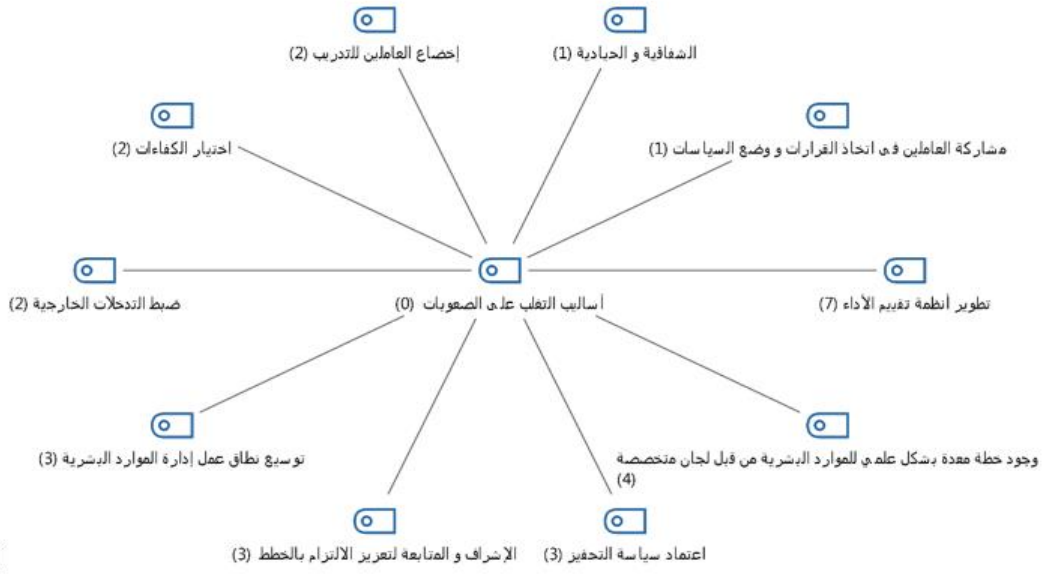 إخضاع العاملين للتدريب (2)
الشفافية و الحيادية (1)
اختيار الكفاءات (2)
مشاركة العاملين في اتخاذ القرارات و وضع السياسات (1)
ضبط التدخلات الخارجية (2)
أساليب التغلب على الصعوبات (0)
تطوير أنظمة تقييم الأداء (7)
توسيع نطاق عمل إدارة الموارد البشرية (3)
وجود خطة معدة بشكل علمي للموارد البشرية من قبل لجان متخصصة
(4)
الإشراف و المتابعة لتعزيز الالتزام بالخطط (3)
اعتماد سياسة التحفيز (3)